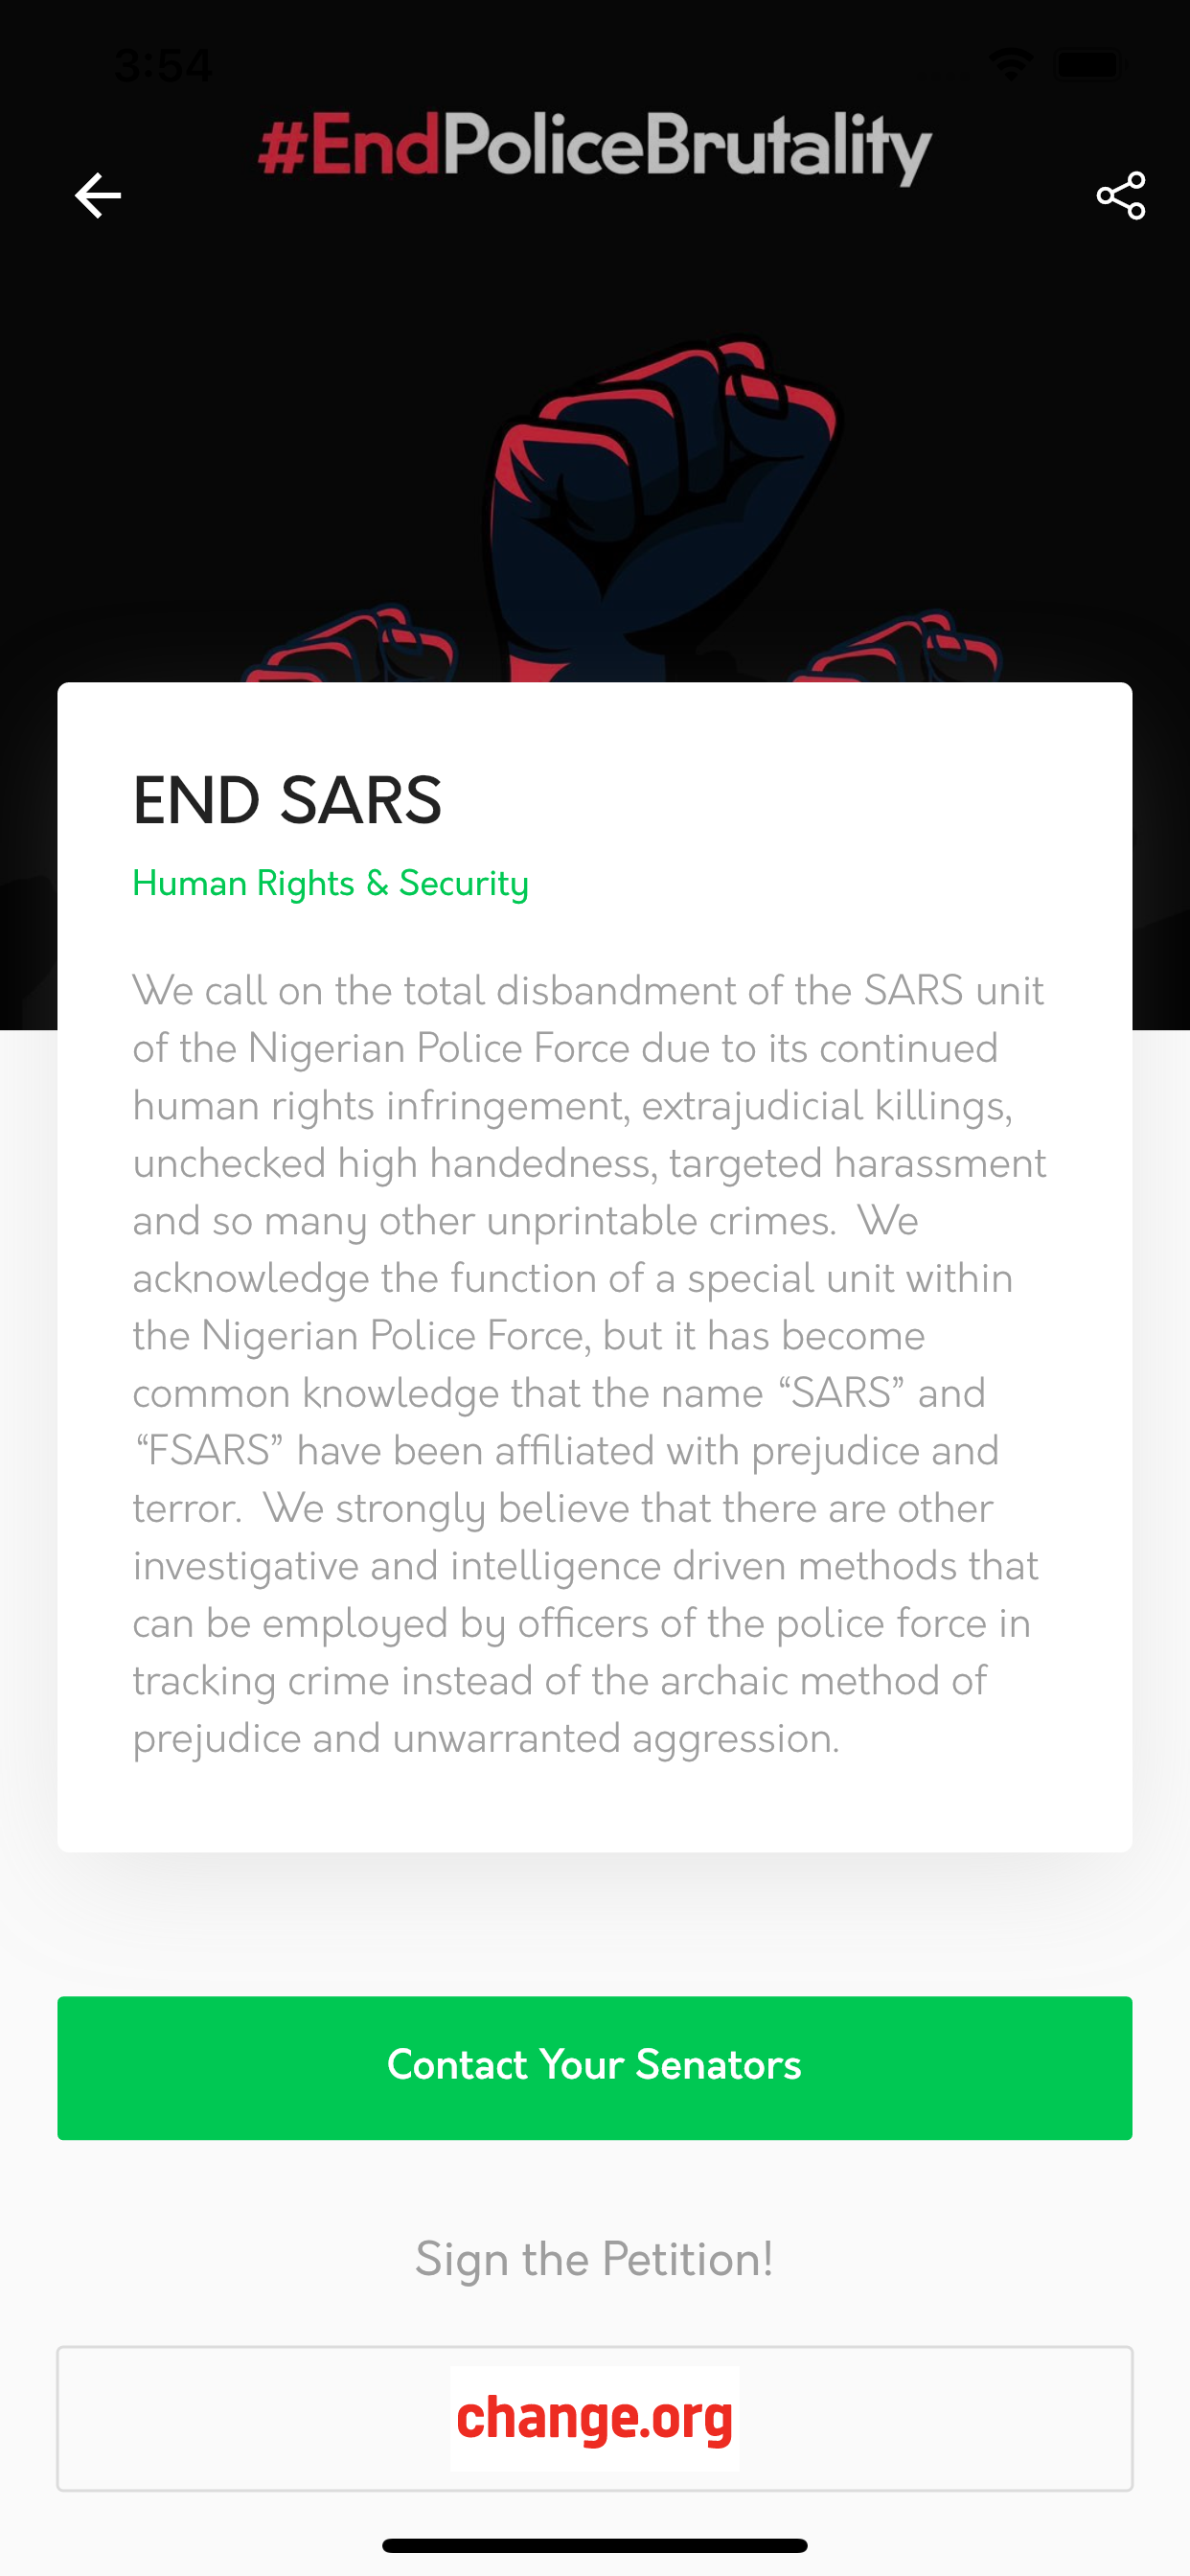 3:54
#EndPoliceBrutality
END SARS
Human Rights & Security
We call on the total disbandment of the SARS unit
of the Nigerian Police Force due to its continued
human rights infringement, extrajudicial killings,
unchecked high handedness, targeted harassment
and so many other unprintable crimes.  We
acknowledge the function of a special unit within
the Nigerian Police Force, but it has become
common knowledge that the name “SARS” and
“FSARS” have been affiliated with prejudice and
terror.  We strongly believe that there are other
investigative and intelligence driven methods that
can be employed by officers of the police force in
tracking crime instead of the archaic method of
prejudice and unwarranted aggression.
Contact Your Senators
Sign the Petition!
change.org